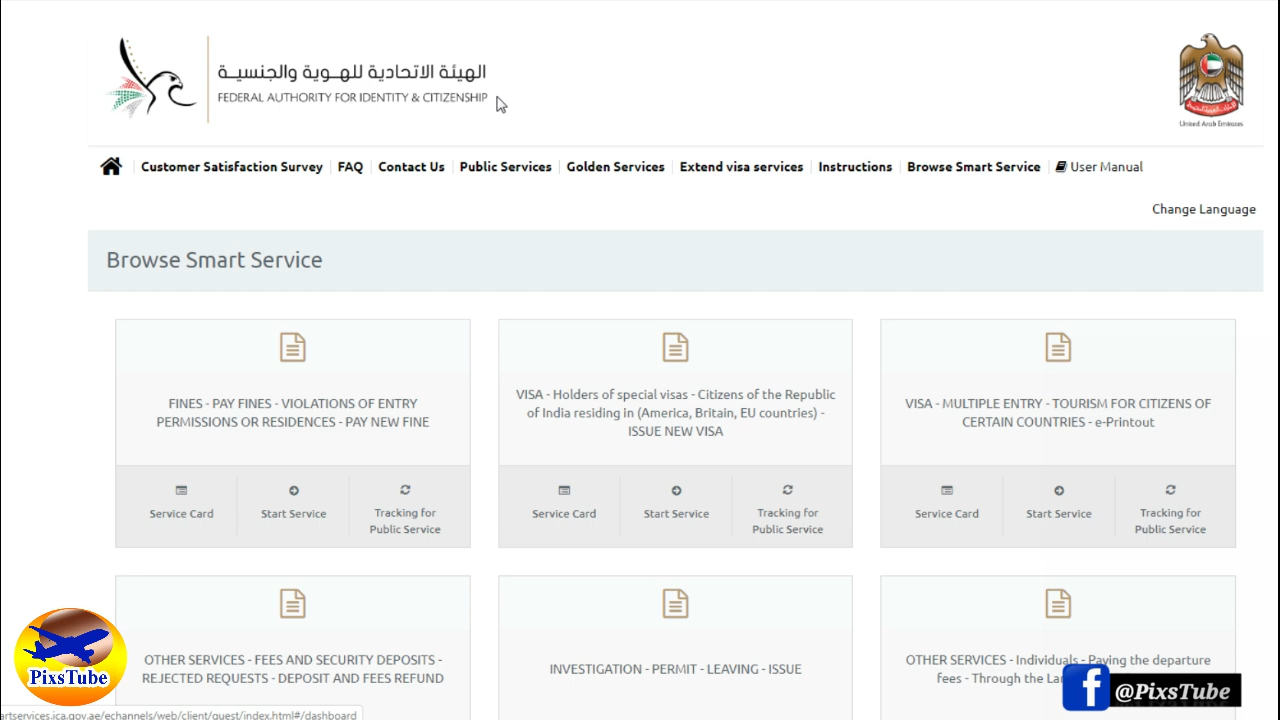 الهيئة الاتحادية للهوية والجنسية
FEDERAL AUTHORITY FOR IDENTITY & CITIZENSHIP
United Arab Emirates
Customer Satisfaction Survey
FAQ
Contact Us
Public Services
Golden Services
Extend visa services
Instructions
Browse Smart Service
User Manual
Change Language
Browse Smart Service
FINES - PAY FINES - VIOLATIONS OF ENTRY
PERMISSIONS OR RESIDENCES - PAY NEW FINE
Service Card
Start Service
Tracking for
Public Service
VISA - Holders of special visas - Citizens of the Republic
of India residing in (America, Britain, EU countries) -
ISSUE NEW VISA
Service Card
Start Service
Tracking for
Public Service
VISA - MULTIPLE ENTRY - TOURISM FOR CITIZENS OF
CERTAIN COUNTRIES - e-Printout
Service Card
Start Service
Tracking for
Public Service
OTHER SERVICES - FEES AND SECURITY DEPOSITS -
REJECTED REQUESTS - DEPOSIT AND FEES REFUND
INVESTIGATION - PERMIT - LEAVING - ISSUE
OTHER SERVICES - Individuals - Paying the departure
fees - Through the
PixsTube
f @PixsTube
artservices.ica.gov.ae/echannels/web/client/guest/index.html#/dashboard